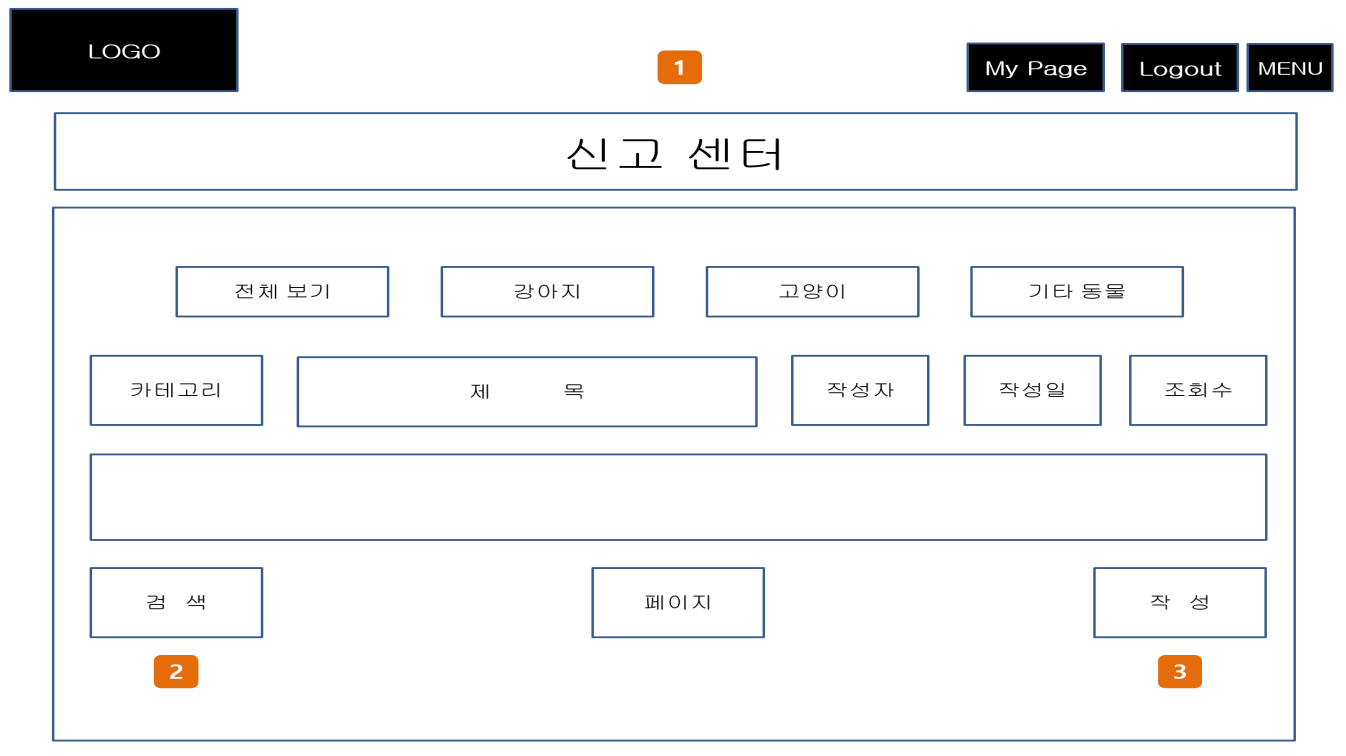 LOGO
1
My Page Logout MENU
신고 센터
전체 보기 강아지 고양이 기타 동물
카테고리 제 목 작성자 작성일 조회수
검 색 페이지 작 성
2 3